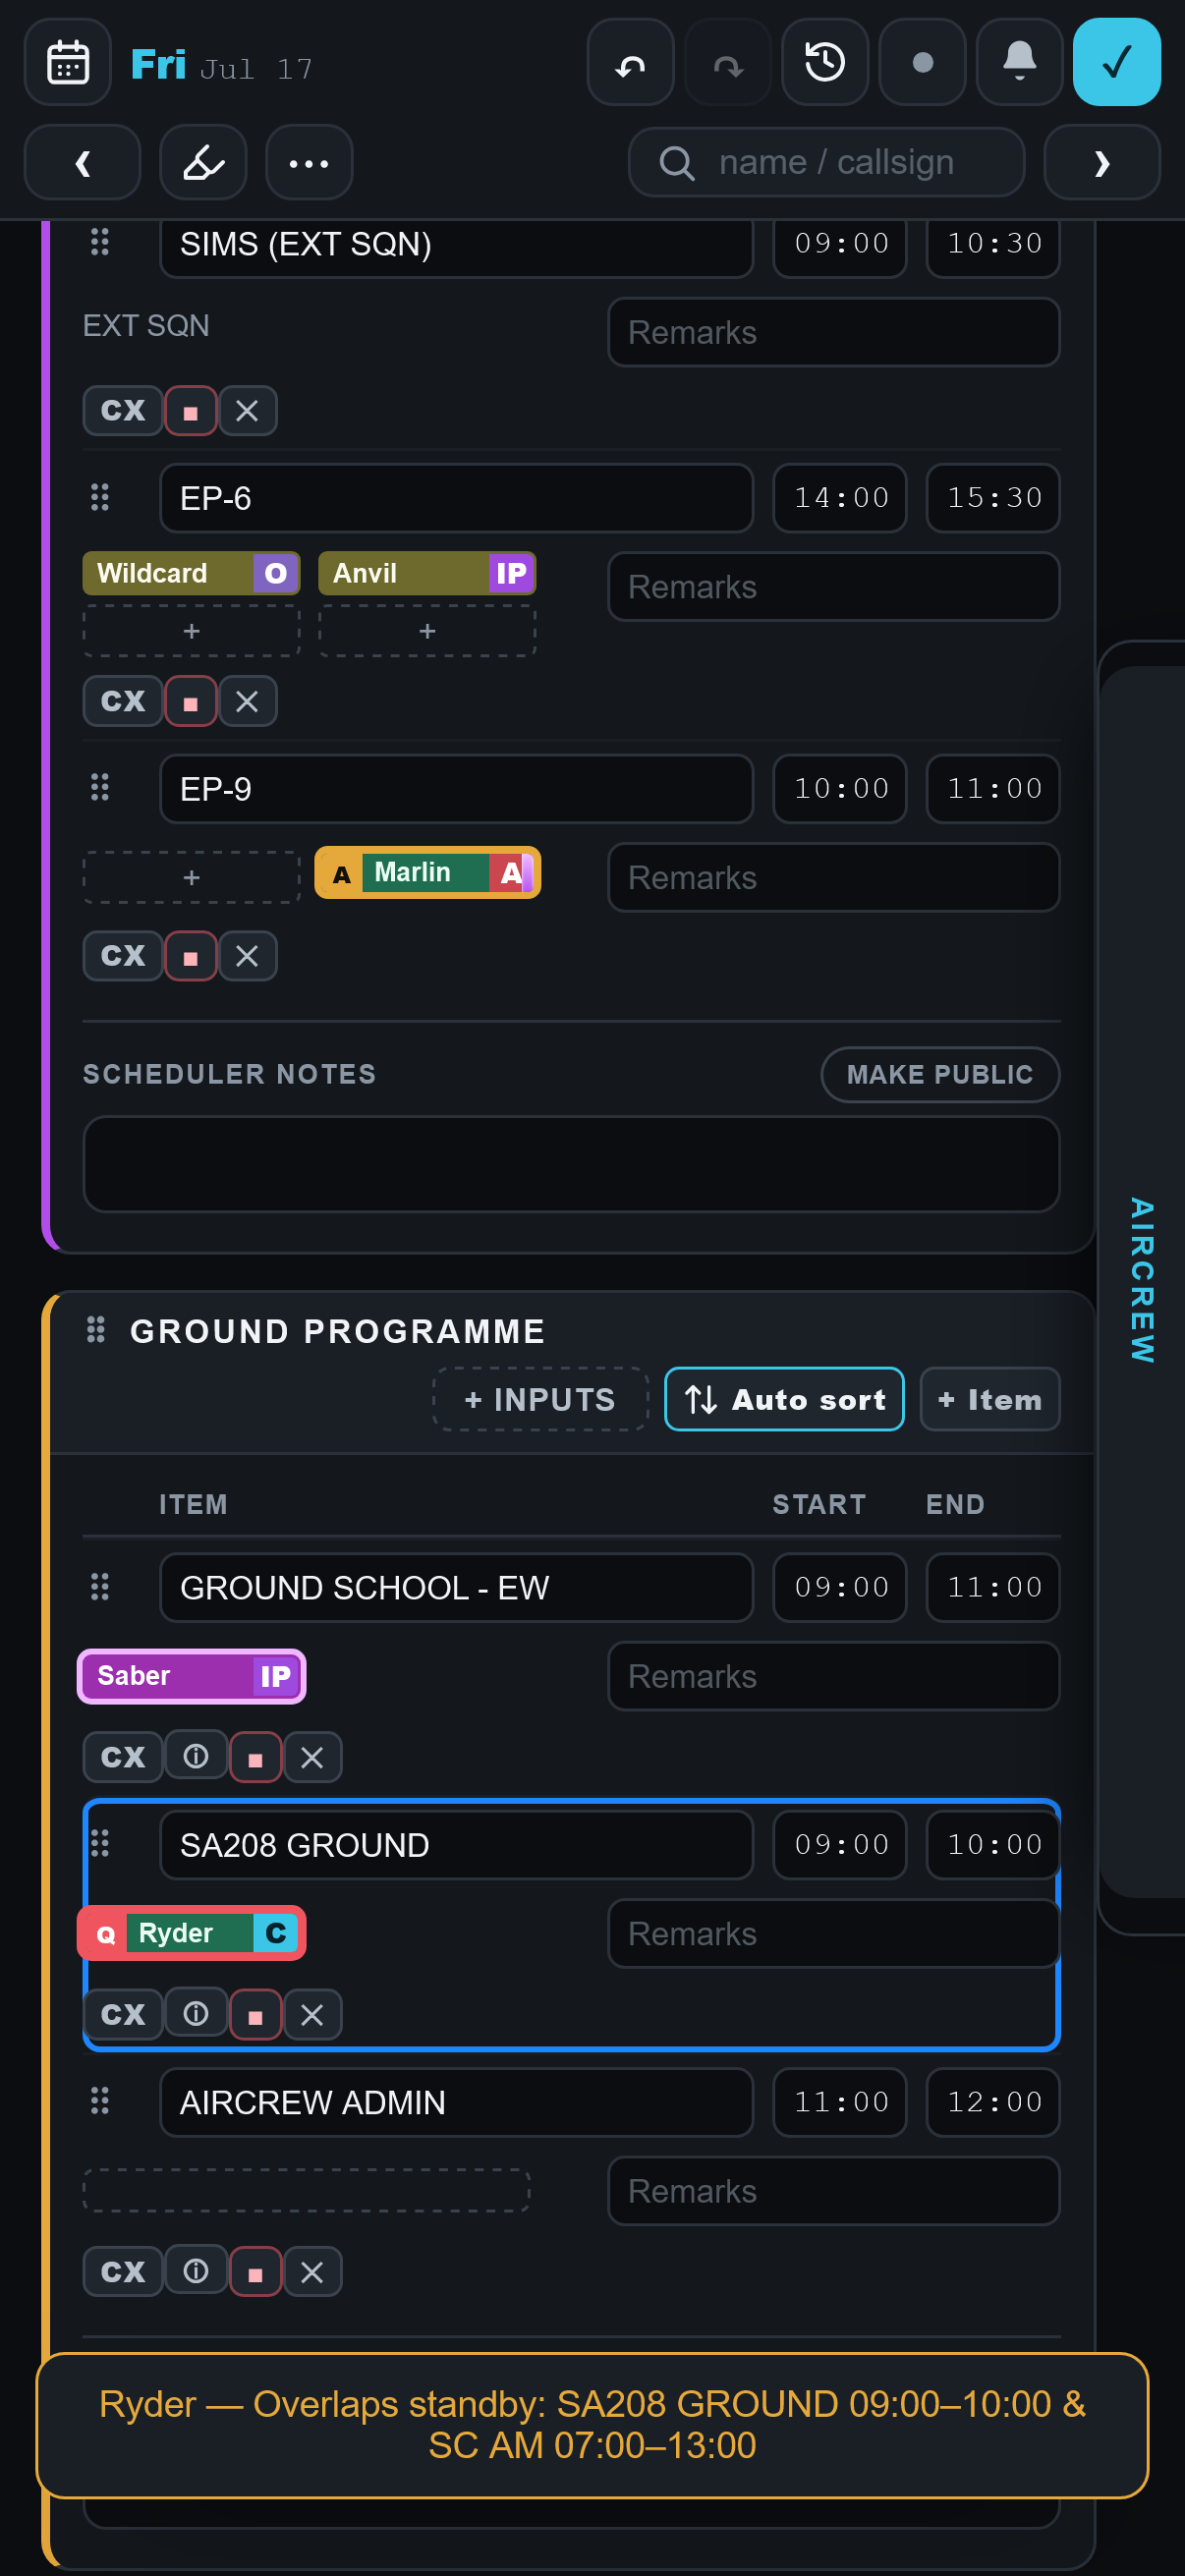 Fri Jul 17
name / callsign
SIMS (EXT SQN) 09:00 10:30
EXT SQN Remarks
CX
EP-6 14:00 15:30
Wildcard O Anvil IP Remarks
+ +
CX
EP-9 10:00 11:00
+ A Marlin A Remarks
CX
SCHEDULER NOTES MAKE PUBLIC
AIRCREW
GROUND PROGRAMME
+ INPUTS Auto sort + Item
ITEM START END
GROUND SCHOOL - EW 09:00 11:00
Saber IP Remarks
CX
SA208 GROUND 09:00 10:00
Q Ryder C Remarks
CX
AIRCREW ADMIN 11:00 12:00
Remarks
CX
Ryder — Overlaps standby: SA208 GROUND 09:00–10:00 &
SC AM 07:00–13:00